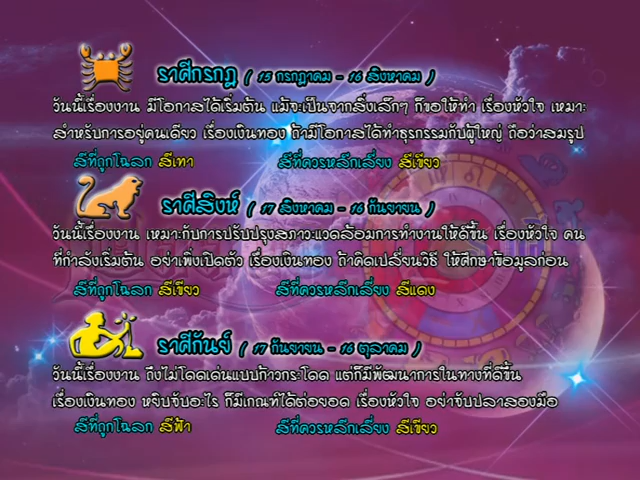 ราศีกรกฎ ( 15 กรกฎาคม - 16 สิงหาคม )
วันนี้เรื่องงาน มีโอกาสได้เริ่มต้น แม้จะเป็นจากสิ่งเล็กๆ ก็ขอให้ทำ เรื่องหัวใจ เหมาะ
สำหรับการอยู่คนเดียว เรื่องเงินทอง ถ้ามีโอกาสได้ทำธุรกรรมกับผู้ใหญ่ ถือว่าสมรูป
สีที่ถูกโฉลก สีเทา สีที่ควรหลีกเลี่ยง สีเขียว
ราศีสิงห์ ( 17 สิงหาคม - 16 กันยายน )
วันนี้เรื่องงาน เหมาะกับการปรับปรุงสภาวะแวดล้อมการทำงานให้ดีขึ้น เรื่องหัวใจ คน
ที่กำลังเริ่มต้น อย่าเพิ่งเปิดตัว เรื่องเงินทอง ถ้าคิดเปลี่ยนวิธี ให้ศึกษาข้อมูลก่อน
สีที่ถูกโฉลก สีเขียว สีที่ควรหลีกเลี่ยง สีแดง
ราศีกันย์ ( 17 กันยายน - 16 ตุลาคม )
วันนี้เรื่องงาน ถึงไม่โดดเด่นแบบก้าวกระโดด แต่ก็มีพัฒนาการในทางที่ดีขึ้น
เรื่องเงินทอง หยิบจับอะไร ก็มีเกณฑ์ได้ต่อยอด เรื่องหัวใจ อย่าจับปลาสองมือ
สีที่ถูกโฉลก สีฟ้า สีที่ควรหลีกเลี่ยง สีเขียว